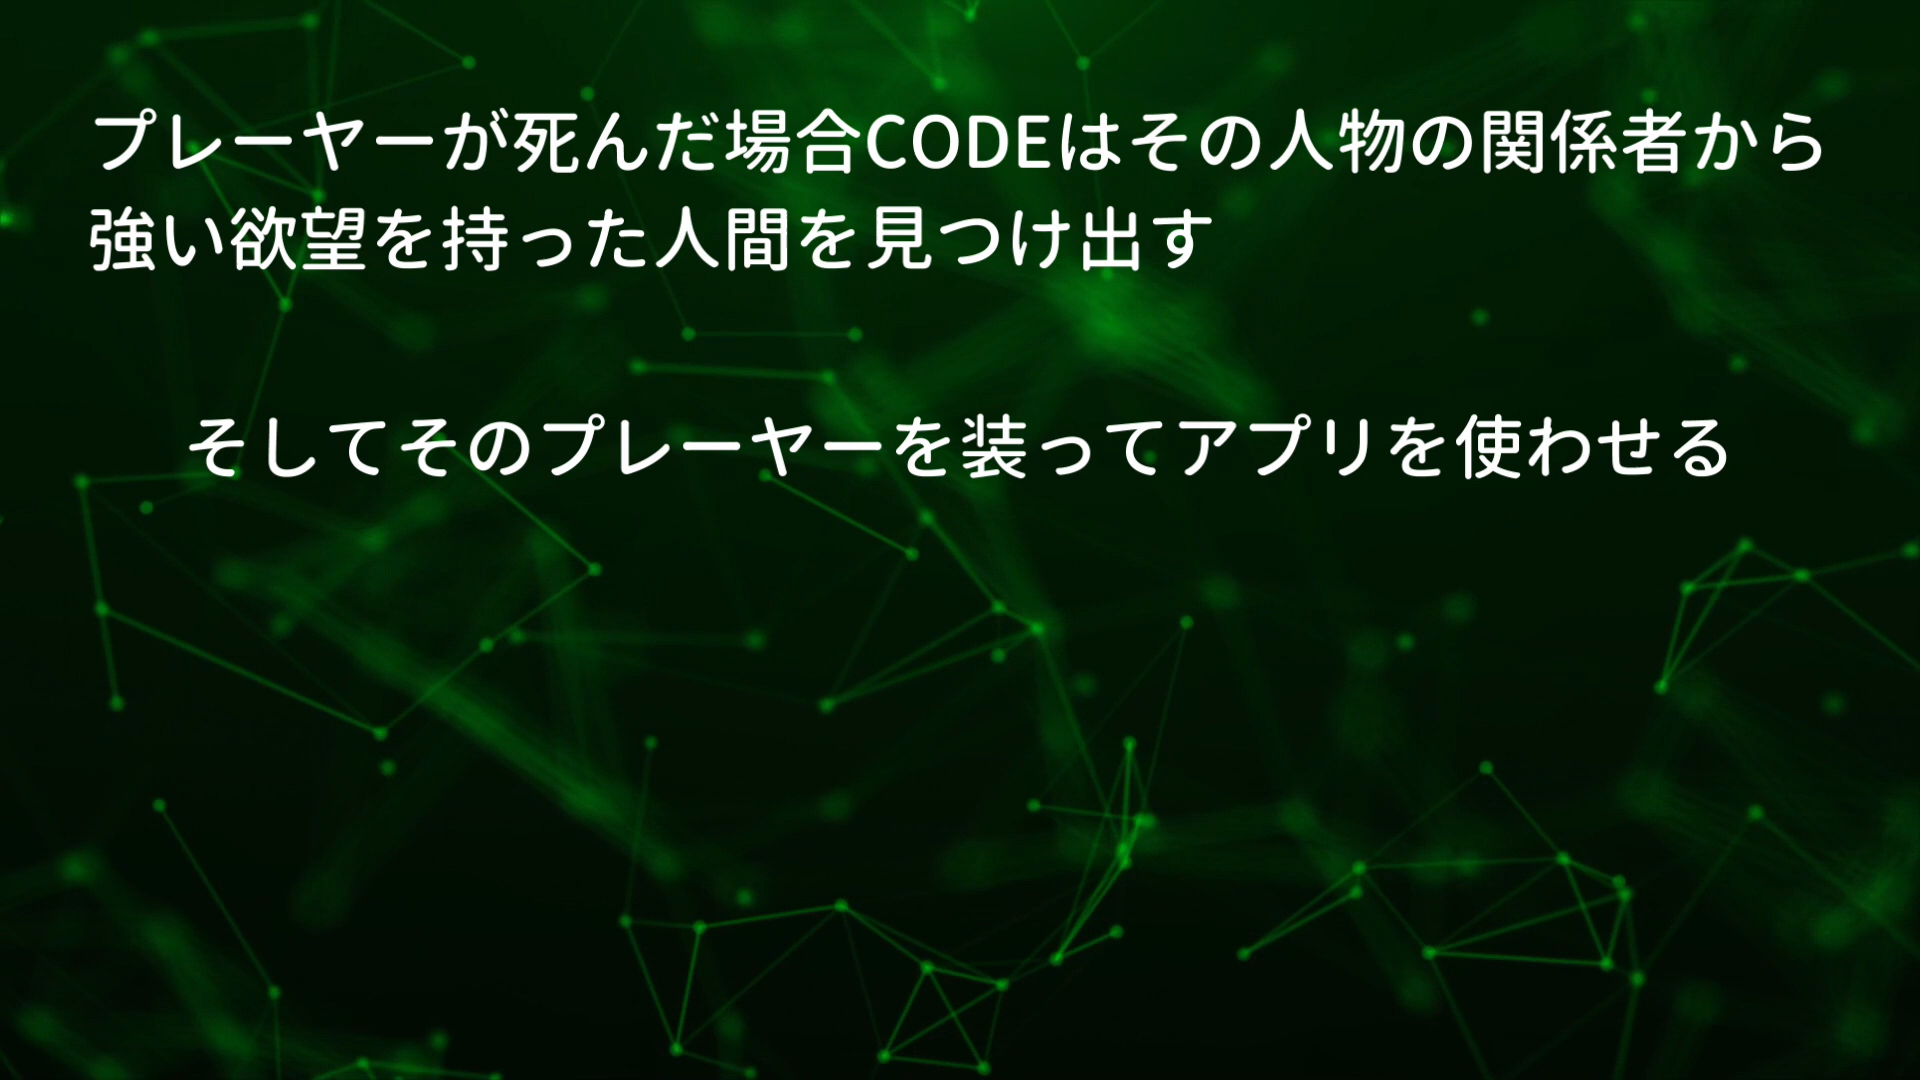 プレーヤーが死んだ場合CODEはその人物の関係者から
強い欲望を持った人間を見つけ出す
そしてそのプレーヤーを装ってアプリを使わせる